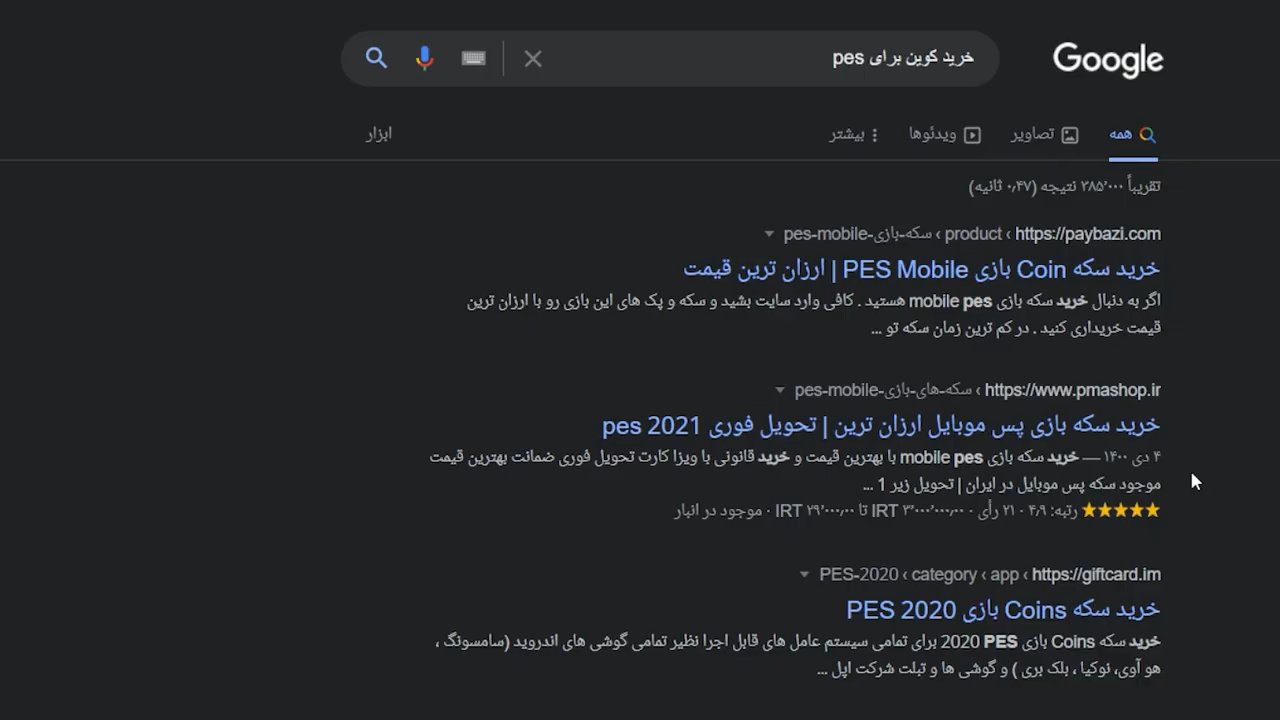 Google
خرید کوین برای pes
همه تصاویر ویدئوها بیشتر ابزار
تقریباً ۳۸۵٬۰۰۰ نتیجه (۰٫۴۷ ثانیه)
https://paybazi.com › product › سکه-بازی-pes-mobile
خرید سکه Coin بازی PES Mobile | ارزان ترین قیمت
اگر به دنبال خرید سکه بازی mobile pes هستید . کافی وارد سایت بشید و سکه و پک های این بازی رو با ارزان ترین
قیمت خریداری کنید . در کم ترین زمان سکه تو ...
https://www.pmashop.ir › سکه-های-بازی-pes-mobile
خرید سکه بازی پس موبایل ارزان ترین | تحویل فوری pes 2021
۴ دی ۱۴۰۰ — خرید سکه بازی mobile pes با بهترین قیمت و خرید قانونی با ویزا کارت تحویل فوری ضمانت بهترین قیمت
موجود سکه پس موبایل در ایران | تحویل زیر 1 ...
رتبه: ۴٫۹ · ۲۱ رأی · ‏۳٬۰۰۰٬۰۰۰٫۰۰ IRT تا ‏۲۹٬۰۰۰٫۰۰ IRT · موجود در انبار
https://giftcard.im › app › category › PES-2020
خرید سکه Coins بازی PES 2020
خرید سکه Coins بازی PES 2020 برای تمامی سیستم عامل های قابل اجرا نظیر تمامی گوشی های اندروید (سامسونگ ،
هو آوی، نوکیا ، بلک بری ) و گوشی ها و تبلت شرکت اپل ...